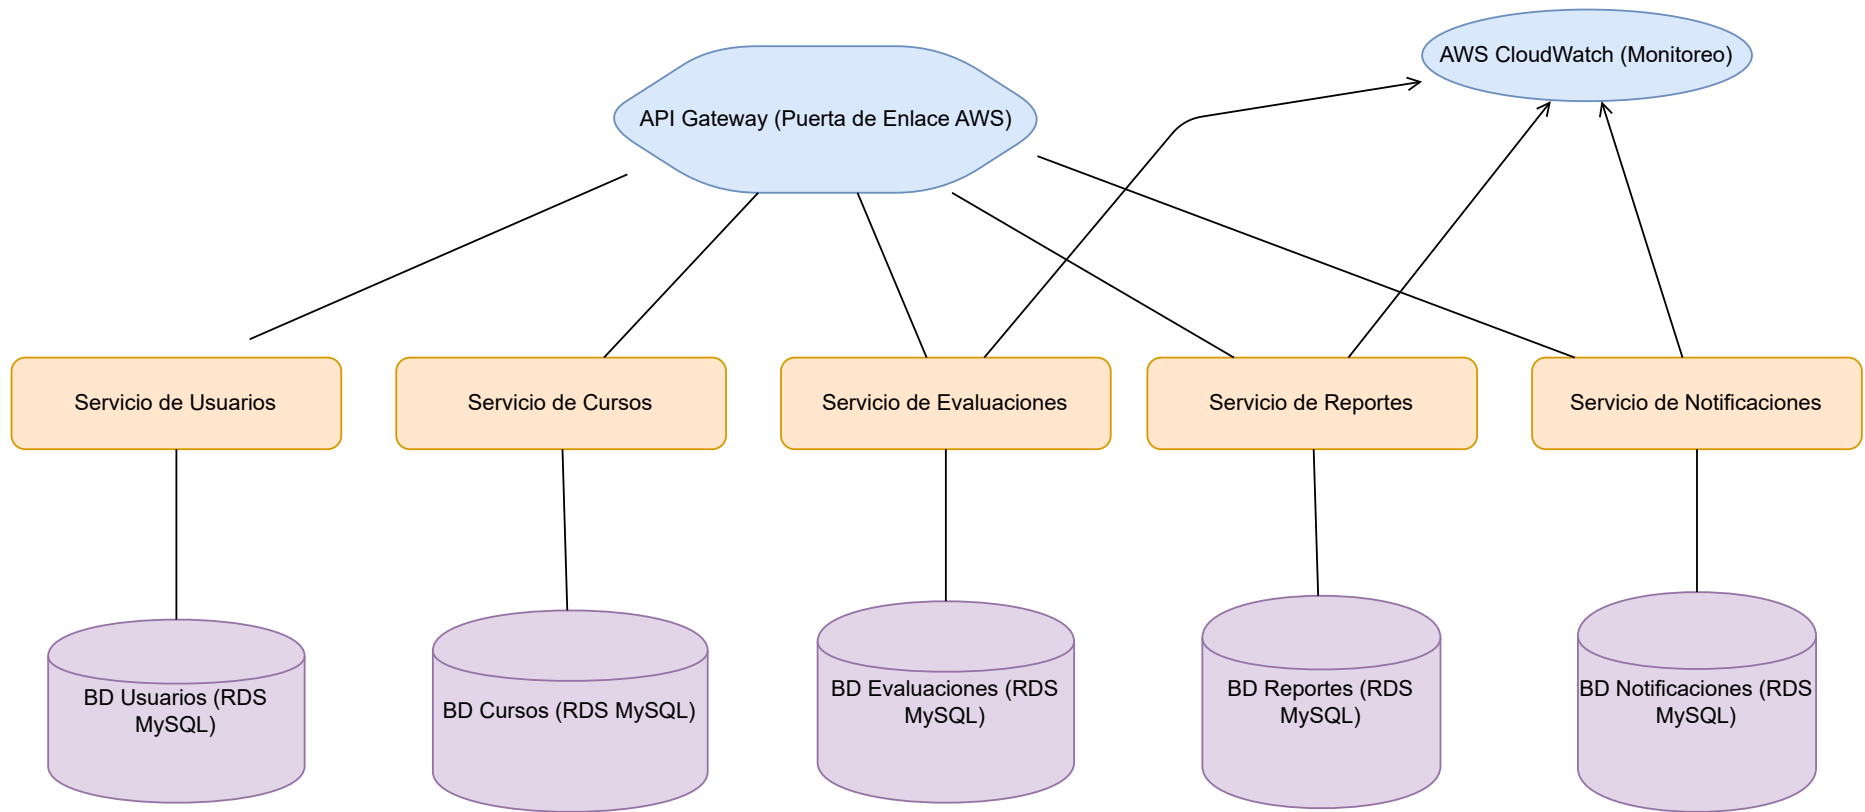 AWS CloudWatch (Monitoreo)
API Gateway (Puerta de Enlace AWS)
Servicio de Usuarios
Servicio de Cursos
Servicio de Evaluaciones
Servicio de Reportes
Servicio de Notificaciones
BD Usuarios (RDS
MySQL)
BD Cursos (RDS MySQL)
BD Evaluaciones (RDS
MySQL)
BD Reportes (RDS
MySQL)
BD Notificaciones (RDS
MySQL)